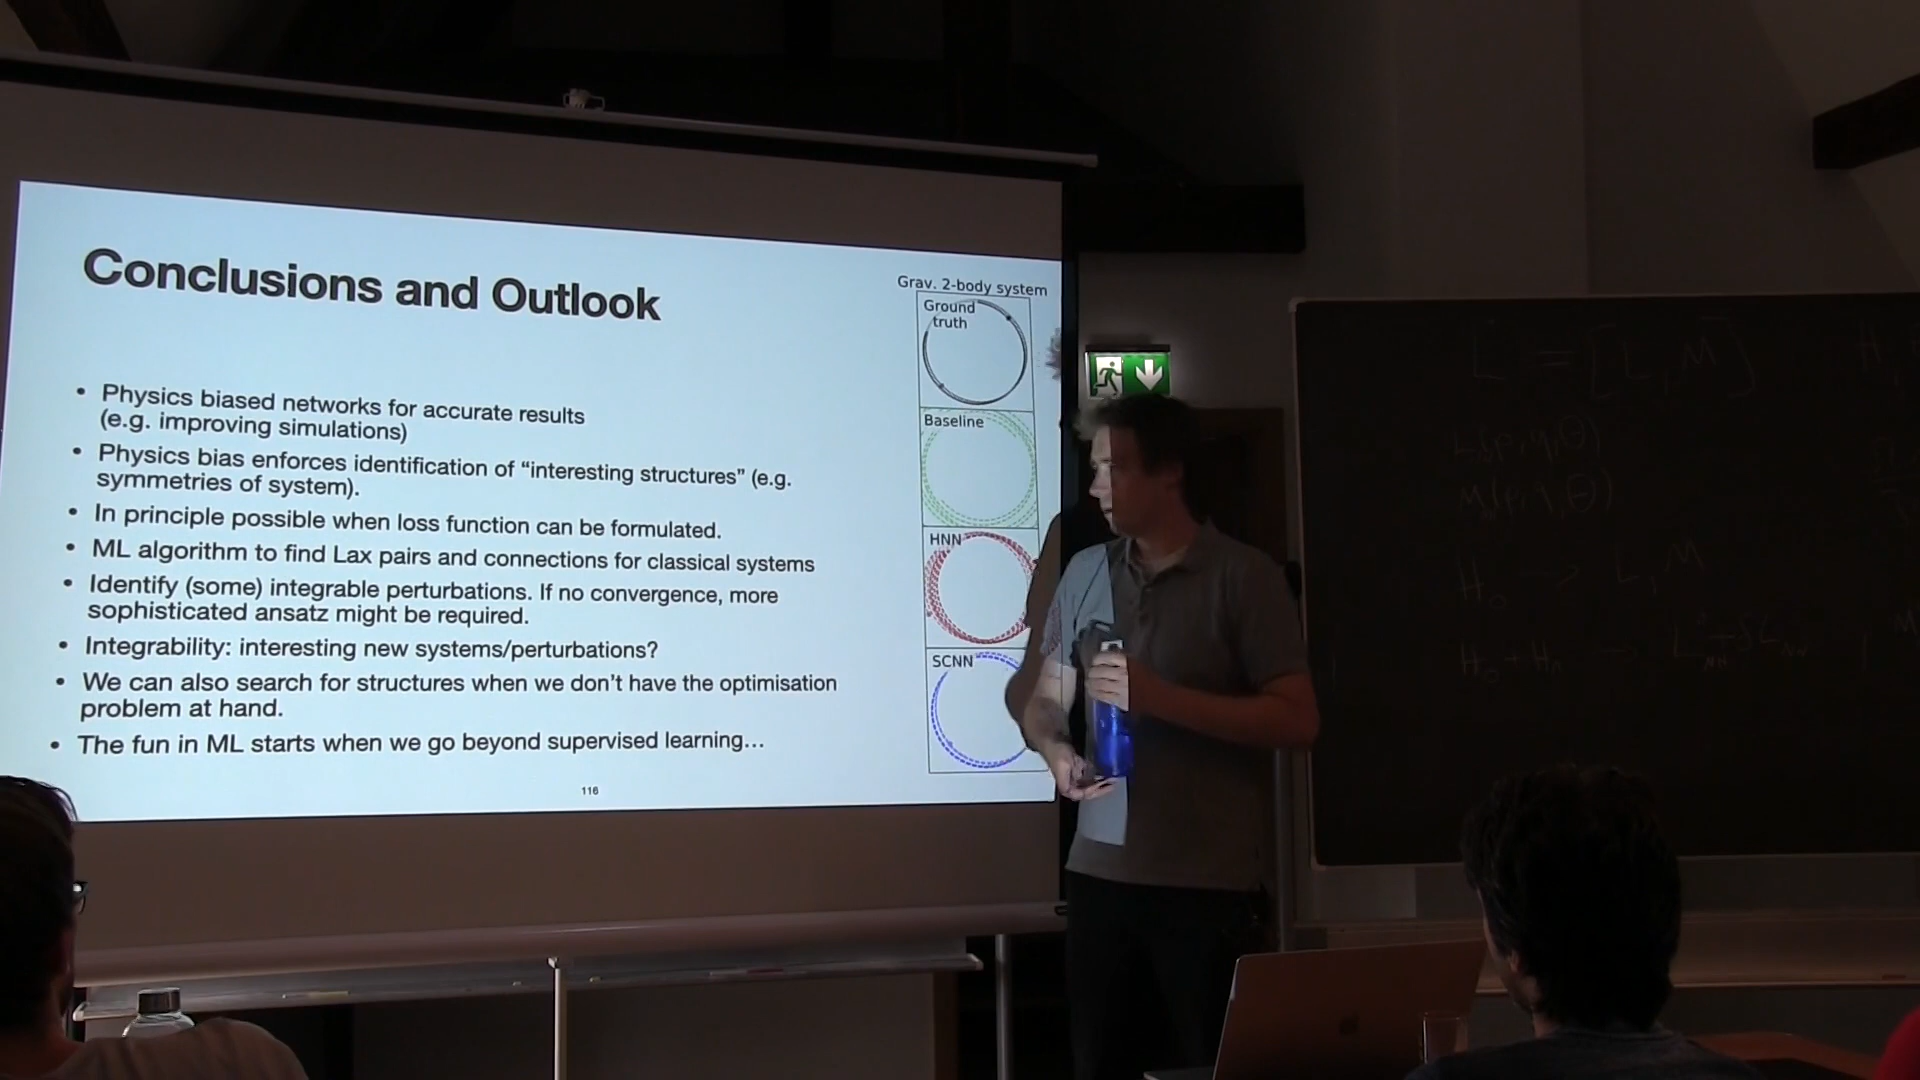 Conclusions and Outlook
• Physics biased networks for accurate results
(e.g. improving simulations)
• Physics bias enforces identification of “interesting structures” (e.g.
symmetries of system).
• In principle possible when loss function can be formulated.
• ML algorithm to find Lax pairs and connections for classical systems
• Identify (some) integrable perturbations. If no convergence, more
sophisticated ansatz might be required.
• Integrability: interesting new systems/perturbations?
• We can also search for structures when we don’t have the optimisation
problem at hand.
• The fun in ML starts when we go beyond supervised learning...
116
Grav. 2-body system
Ground
truth
Baseline
HNN
SCNN
L = [L, M]
L(p, q, Θ)
M(p, q, Θ)
H₀ → L, M